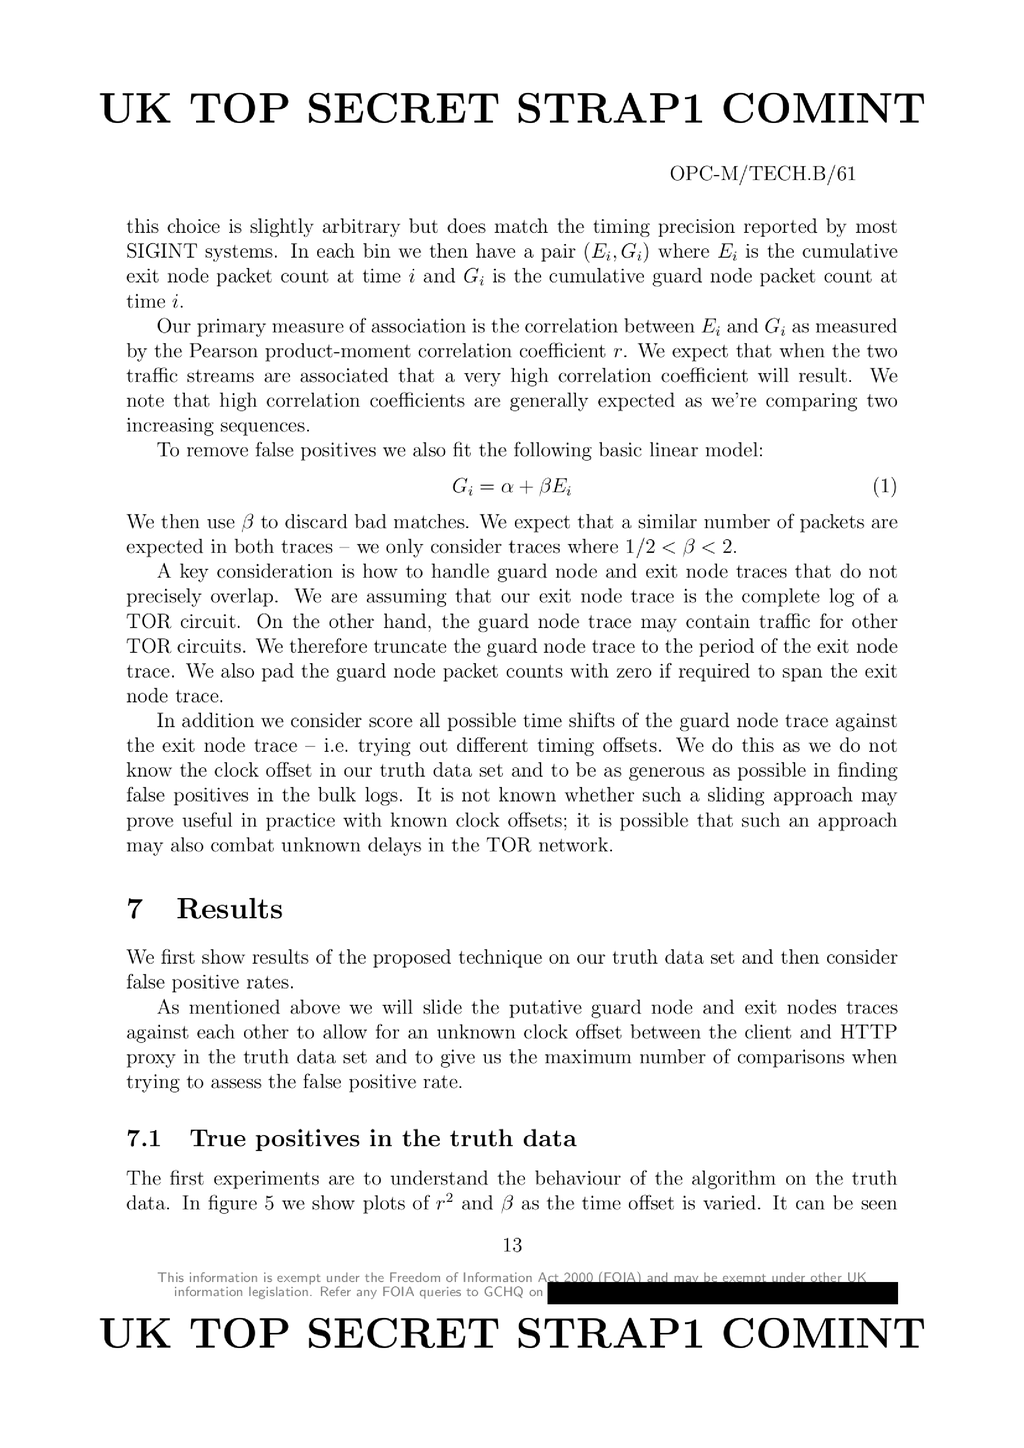 UK TOP SECRET STRAP1 COMINT
OPC-M/TECH.B/61
this choice is slightly arbitrary but does match the timing precision reported by most
SIGINT systems. In each bin we then have a pair (Eᵢ, Gᵢ) where Eᵢ is the cumulative
exit node packet count at time i and Gᵢ is the cumulative guard node packet count at
time i.
Our primary measure of association is the correlation between Eᵢ and Gᵢ as measured
by the Pearson product-moment correlation coefficient r. We expect that when the two
traffic streams are associated that a very high correlation coefficient will result. We
note that high correlation coefficients are generally expected as we're comparing two
increasing sequences.
To remove false positives we also fit the following basic linear model:
Gᵢ = α + βEᵢ (1)
We then use β to discard bad matches. We expect that a similar number of packets are
expected in both traces – we only consider traces where 1/2 < β < 2.
A key consideration is how to handle guard node and exit node traces that do not
precisely overlap. We are assuming that our exit node trace is the complete log of a
TOR circuit. On the other hand, the guard node trace may contain traffic for other
TOR circuits. We therefore truncate the guard node trace to the period of the exit node
trace. We also pad the guard node packet counts with zero if required to span the exit
node trace.
In addition we consider score all possible time shifts of the guard node trace against
the exit node trace – i.e. trying out different timing offsets. We do this as we do not
know the clock offset in our truth data set and to be as generous as possible in finding
false positives in the bulk logs. It is not known whether such a sliding approach may
prove useful in practice with known clock offsets; it is possible that such an approach
may also combat unknown delays in the TOR network.
7 Results
We first show results of the proposed technique on our truth data set and then consider
false positive rates.
As mentioned above we will slide the putative guard node and exit nodes traces
against each other to allow for an unknown clock offset between the client and HTTP
proxy in the truth data set and to give us the maximum number of comparisons when
trying to assess the false positive rate.
7.1 True positives in the truth data
The first experiments are to understand the behaviour of the algorithm on the truth
data. In figure 5 we show plots of r² and β as the time offset is varied. It can be seen
13
This information is exempt under the Freedom of Information Act 2000 (FOIA) and may be exempt under other UK
information legislation. Refer any FOIA queries to GCHQ on
UK TOP SECRET STRAP1 COMINT